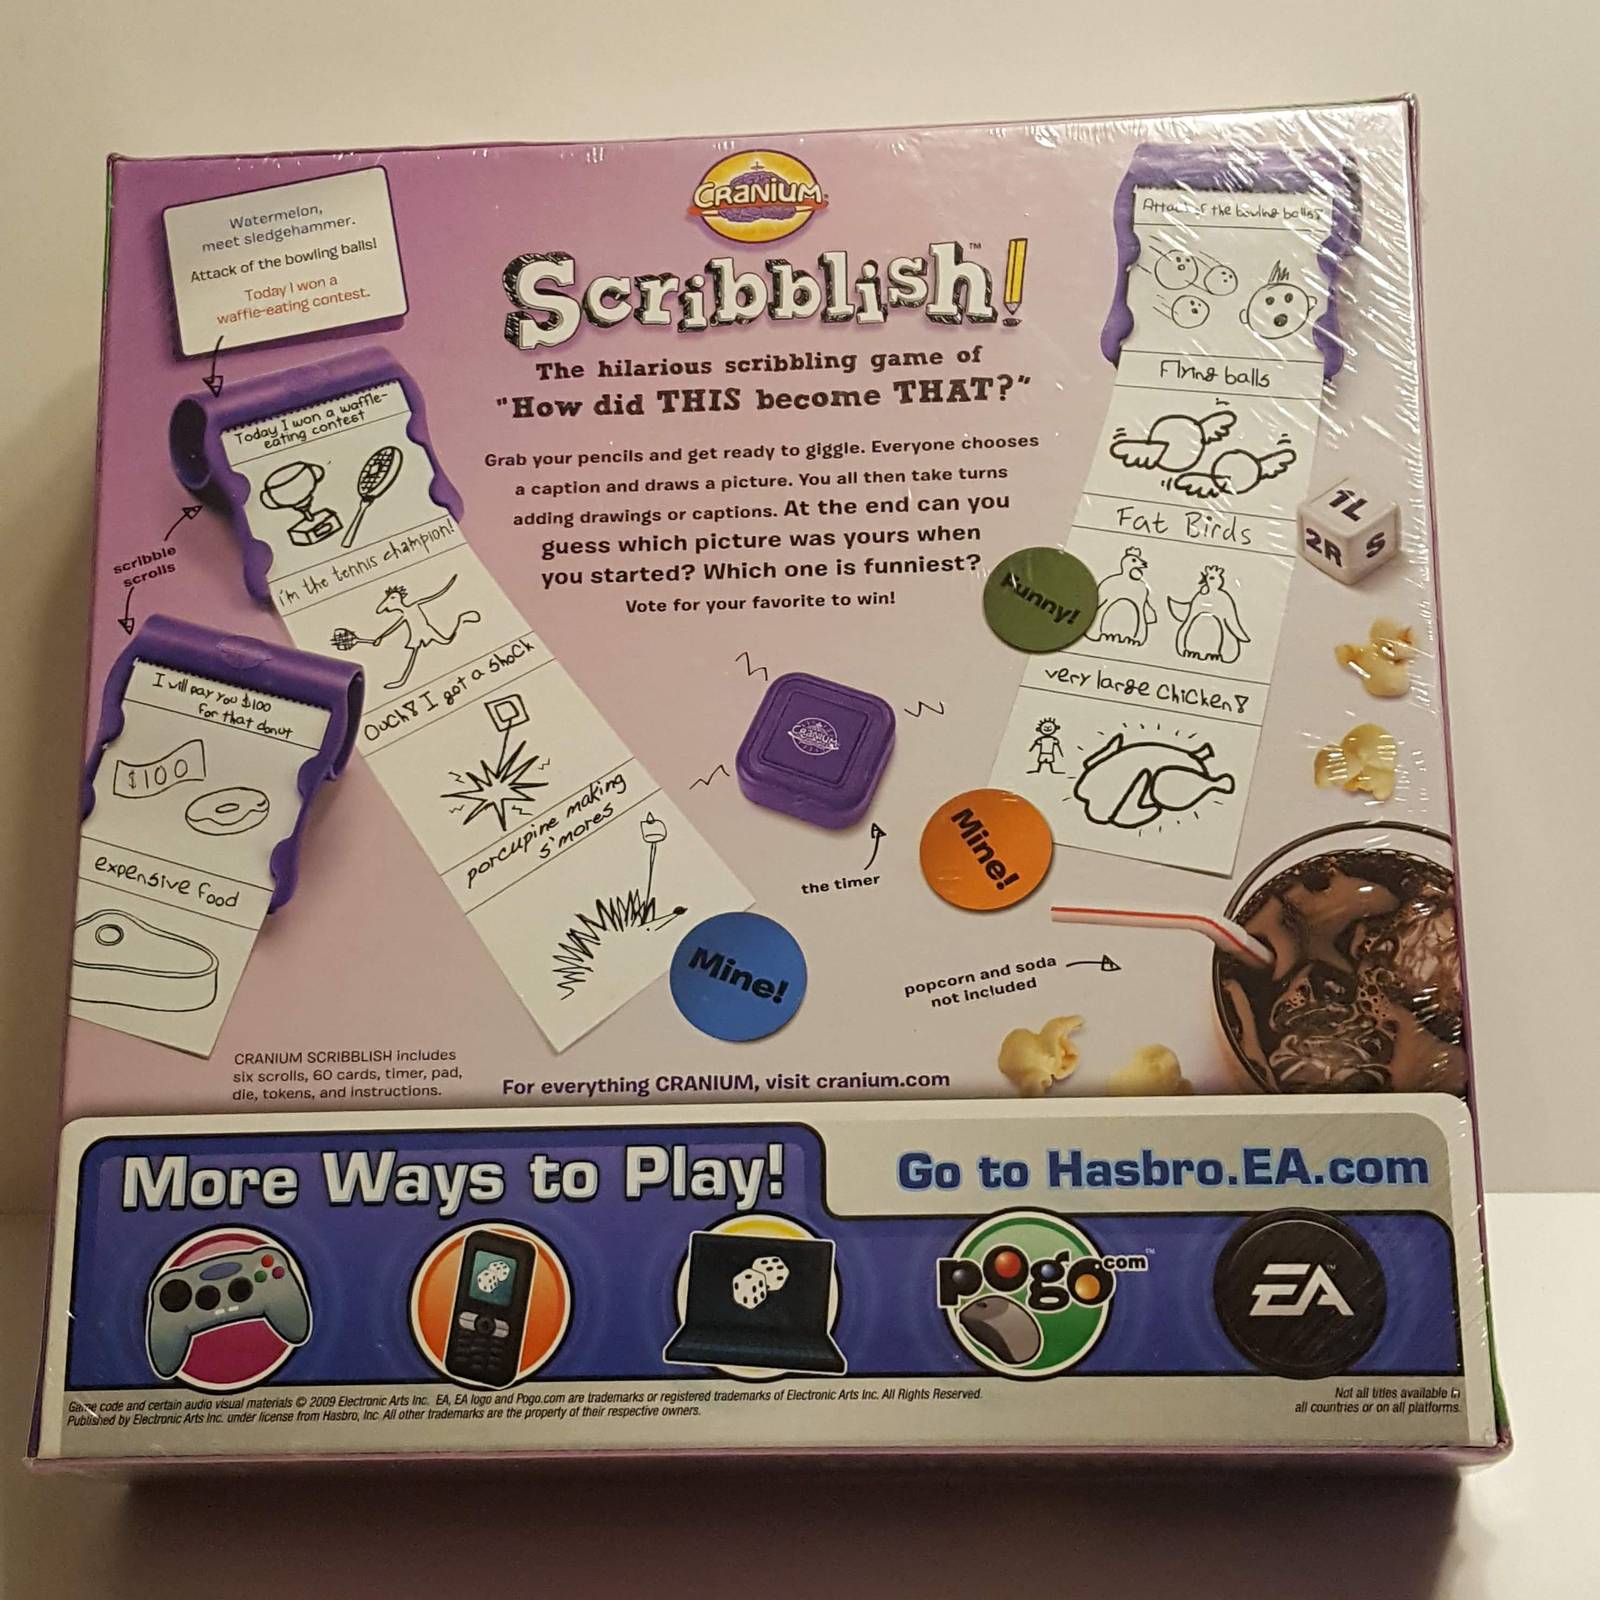 CRANIUM
Scribblish!™
The hilarious scribbling game of
"How did THIS become THAT?"
Grab your pencils and get ready to giggle. Everyone chooses
a caption and draws a picture. You all then take turns
adding drawings or captions. At the end can you
guess which picture was yours when
you started? Which one is funniest?
Vote for your favorite to win!
Watermelon,
meet sledgehammer.
Attack of the bowling balls!
Today I won a
waffle-eating contest.
Today I won a waffle-
eating contest
i'm the tennis champion!
Ouch! I got a shock
porcupine making
s'mores
scribble
scrolls
I will pay you $100
for that donut
$100
expensive food
Attack of the bowling balls!
Flying balls
Fat Birds
very large chicken!
1L
2R
S
Funny!
Mine!
Mine!
CRANIUM
the timer
popcorn and soda
not included
CRANIUM SCRIBBLISH includes
six scrolls, 60 cards, timer, pad,
die, tokens, and instructions.
For everything CRANIUM, visit cranium.com
More Ways to Play!
Go to Hasbro.EA.com
pogo.com™
EA™
Game code and certain audio visual materials © 2009 Electronic Arts Inc. EA, EA logo and Pogo.com are trademarks or registered trademarks of Electronic Arts Inc. All Rights Reserved.
Published by Electronic Arts Inc. under license from Hasbro, Inc. All other trademarks are the property of their respective owners.
Not all titles available in
all countries or on all platforms.